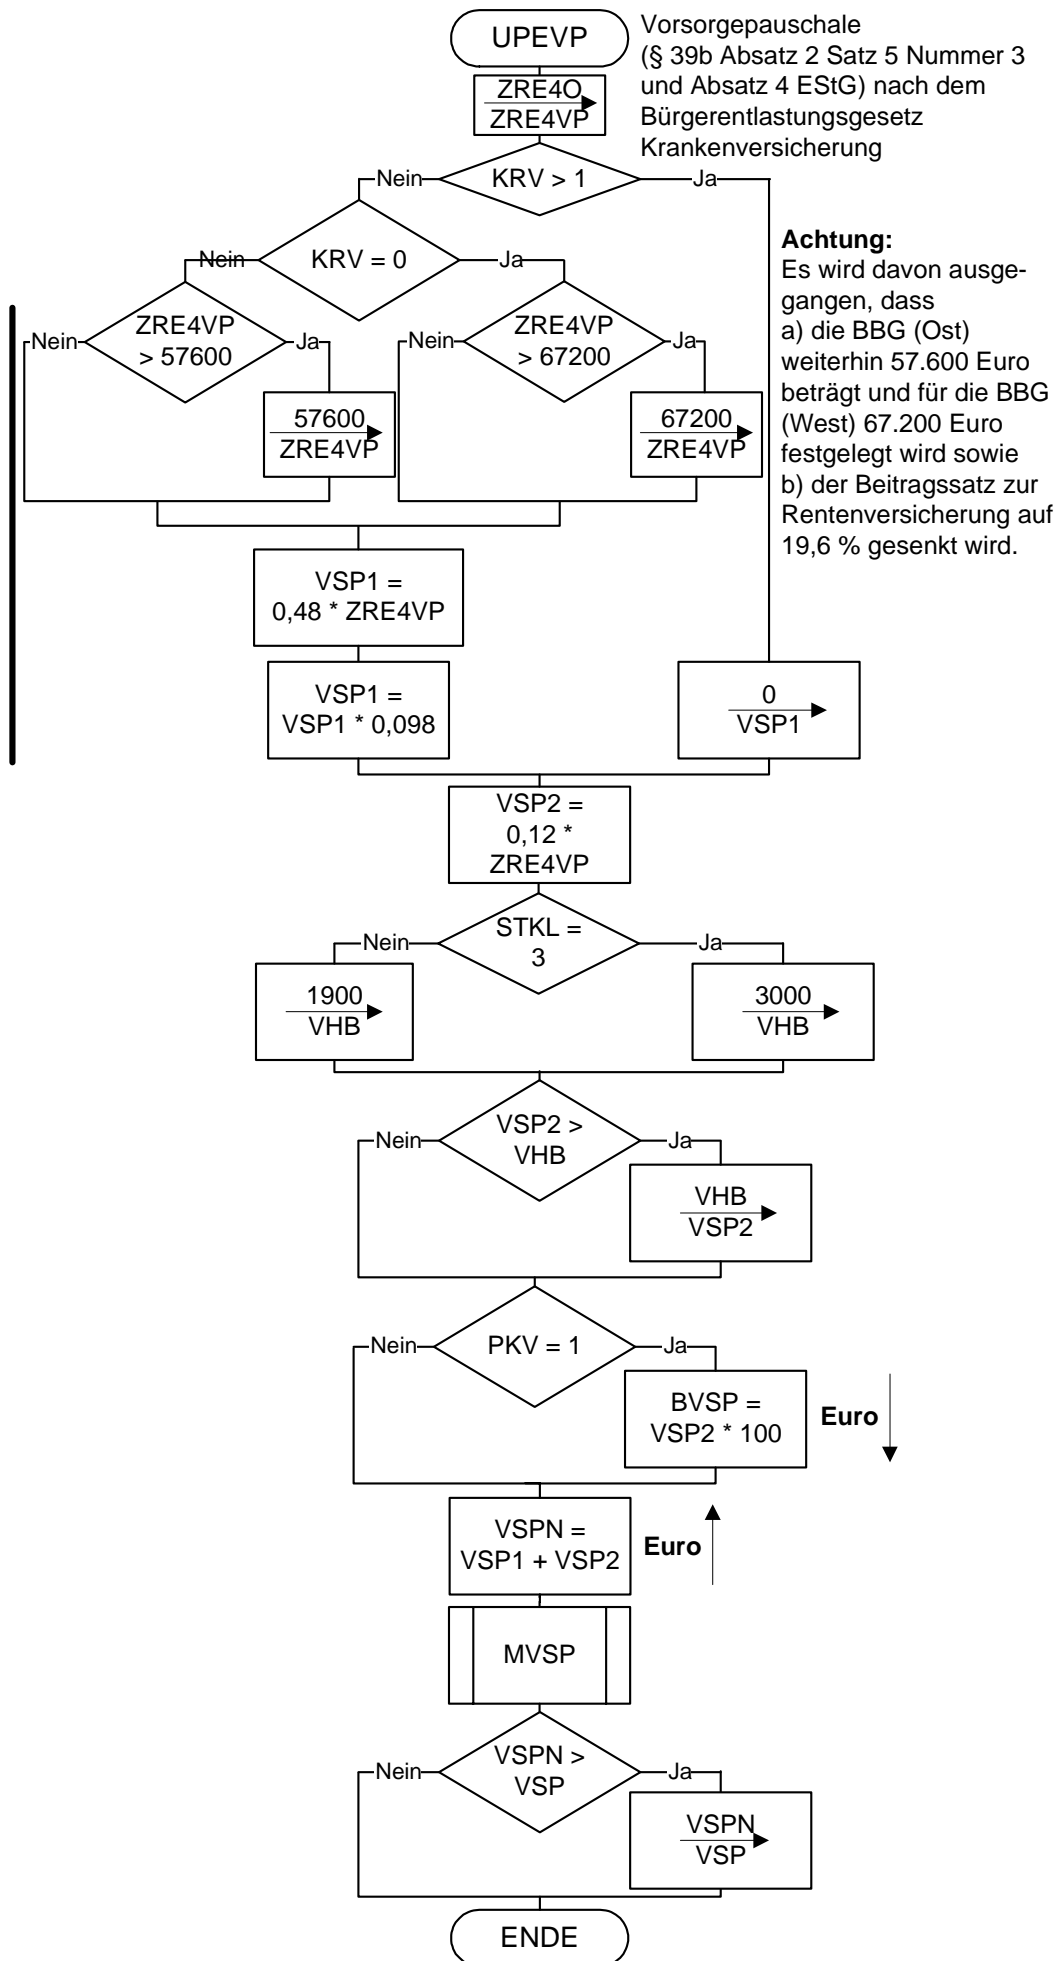 UPEVP
Vorsorgepauschale
(§ 39b Absatz 2 Satz 5 Nummer 3
und Absatz 4 EStG) nach dem
Bürgerentlastungsgesetz
Krankenversicherung
ZRE4O
ZRE4VP
Nein
KRV > 1
Ja
Nein
KRV = 0
Ja
Achtung:
Es wird davon ausge-
gangen, dass
a) die BBG (Ost)
weiterhin 57.600 Euro
beträgt und für die BBG
(West) 67.200 Euro
festgelegt wird sowie
b) der Beitragssatz zur
Rentenversicherung auf
19,6 % gesenkt wird.
Nein
ZRE4VP
> 57600
Ja
Nein
ZRE4VP
> 67200
Ja
57600
ZRE4VP
67200
ZRE4VP
VSP1 =
0,48 * ZRE4VP
VSP1 =
VSP1 * 0,098
0
VSP1
VSP2 =
0,12 *
ZRE4VP
Nein
STKL =
3
Ja
1900
VHB
3000
VHB
Nein
VSP2 >
VHB
Ja
VHB
VSP2
Nein
PKV = 1
Ja
BVSP =
VSP2 * 100
Euro
VSPN =
VSP1 + VSP2
Euro
MVSP
Nein
VSPN >
VSP
Ja
VSPN
VSP
ENDE